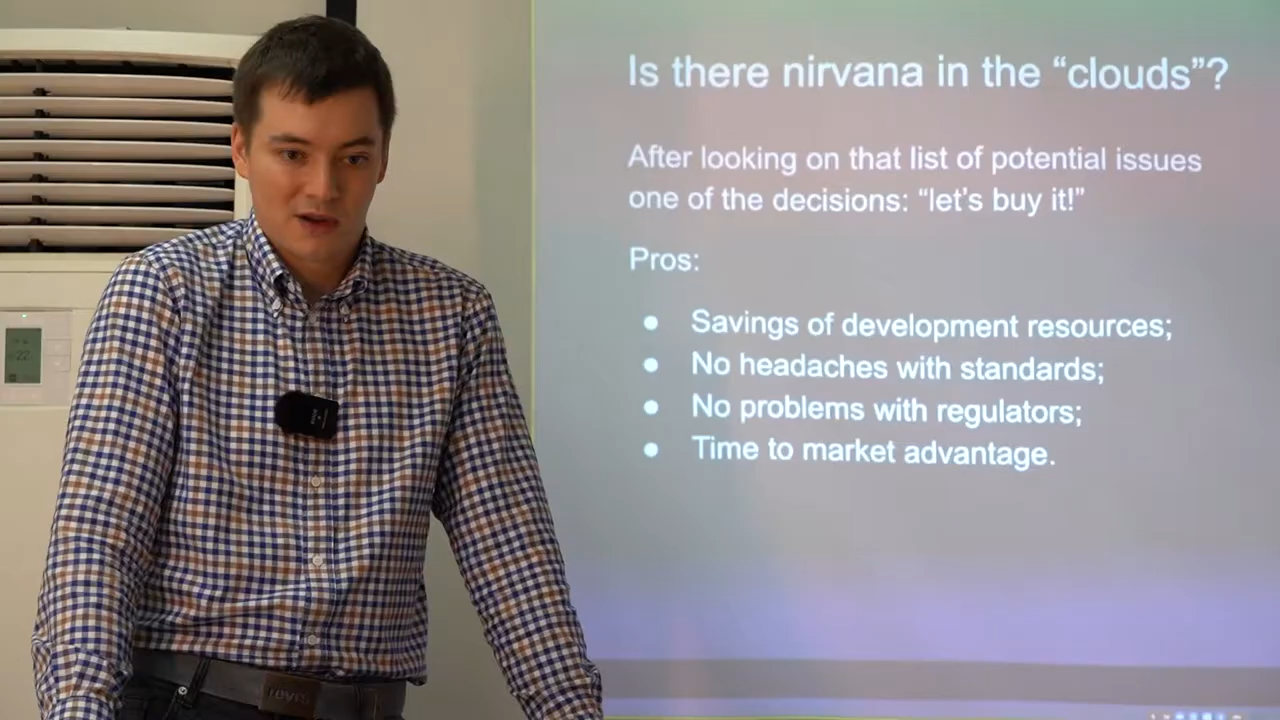 Is there nirvana in the “clouds”?
After looking on that list of potential issues
one of the decisions: “let’s buy it!”
Pros:
● Savings of development resources;
● No headaches with standards;
● No problems with regulators;
● Time to market advantage.
22
Levi's